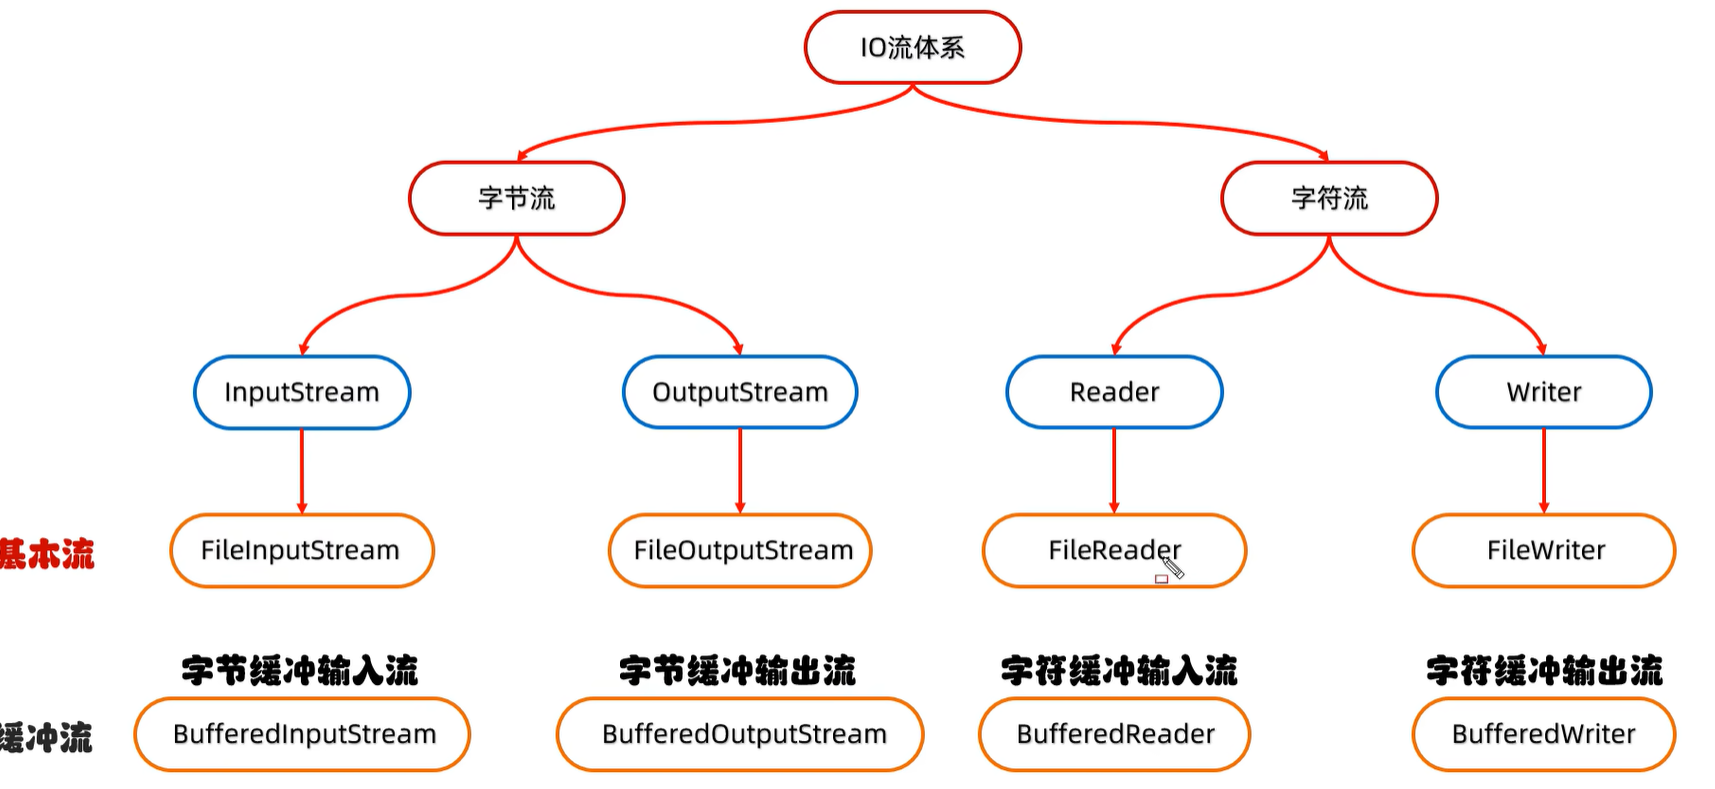 IO流体系
字节流
字符流
InputStream
OutputStream
Reader
Writer
基本流
FileInputStream
FileOutputStream
FileReader
FileWriter
字节缓冲输入流
字节缓冲输出流
字符缓冲输入流
字符缓冲输出流
缓冲流
BufferedInputStream
BufferedOutputStream
BufferedReader
BufferedWriter